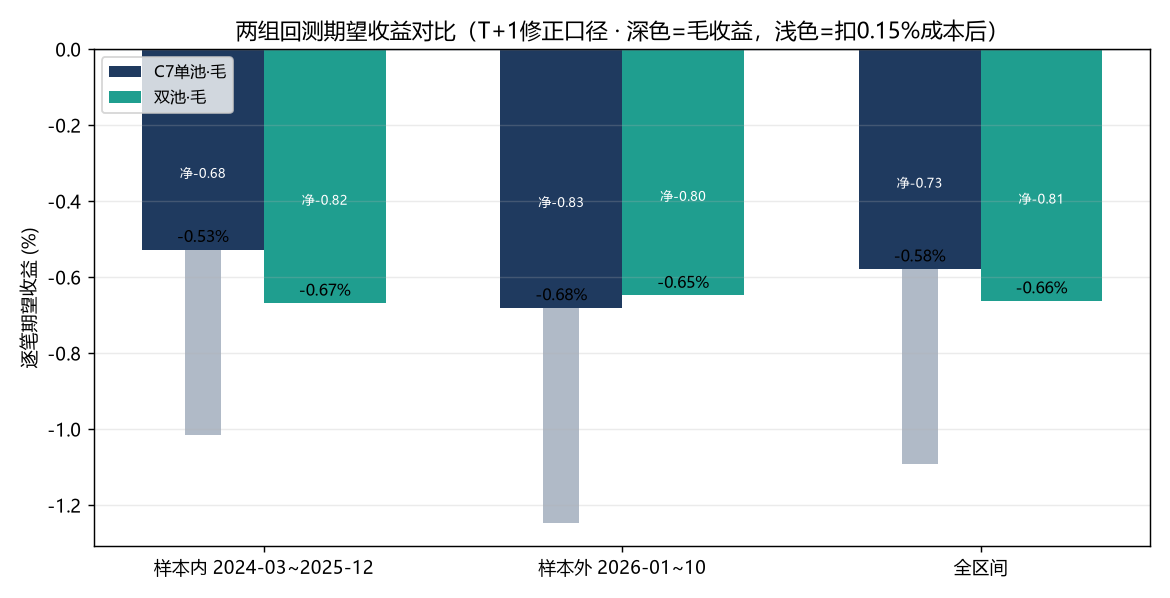 两组回测期望收益对比（T+1修正口径 · 深色=毛收益，浅色=扣0.15%成本后）
C7单池·毛
双池·毛
逐笔期望收益 (%)
0.0
-0.2
-0.4
-0.6
-0.8
-1.0
-1.2
净-0.68
净-0.82
净-0.83
净-0.80
净-0.73
净-0.81
-0.53%
-0.67%
-0.68%
-0.65%
-0.58%
-0.66%
样本内 2024-03~2025-12
样本外 2026-01~10
全区间